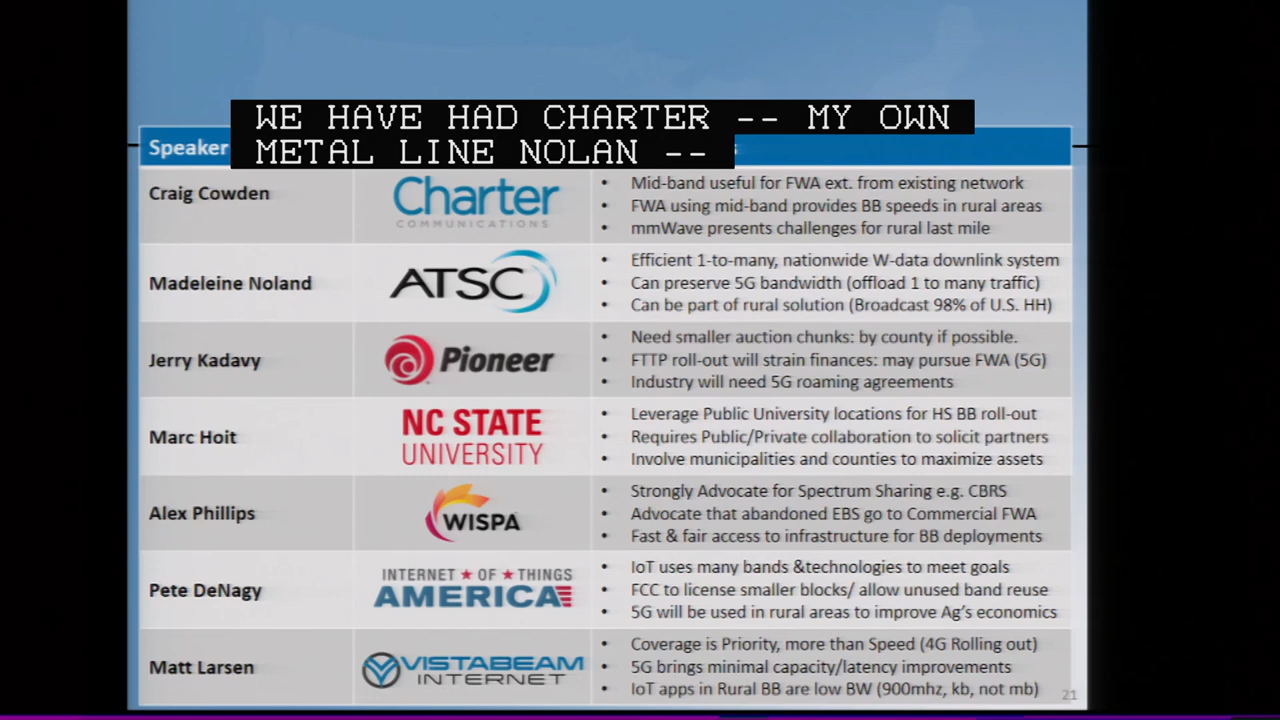 WE HAVE HAD CHARTER -- MY OWN
METAL LINE NOLAN --
Speaker
Craig Cowden
Charter
COMMUNICATIONS
• Mid-band useful for FWA ext. from existing network
• FWA using mid-band provides BB speeds in rural areas
• mmWave presents challenges for rural last mile
Madeleine Noland
ATSC
• Efficient 1-to-many, nationwide W-data downlink system
• Can preserve 5G bandwidth (offload 1 to many traffic)
• Can be part of rural solution (Broadcast 98% of U.S. HH)
Jerry Kadavy
Pioneer
• Need smaller auction chunks: by county if possible.
• FTTP roll-out will strain finances: may pursue FWA (5G)
• Industry will need 5G roaming agreements
Marc Hoit
NC STATE
UNIVERSITY
• Leverage Public University locations for HS BB roll-out
• Requires Public/Private collaboration to solicit partners
• Involve municipalities and counties to maximize assets
Alex Phillips
WISPA
• Strongly Advocate for Spectrum Sharing e.g. CBRS
• Advocate that abandoned EBS go to Commercial FWA
• Fast & fair access to infrastructure for BB deployments
Pete DeNagy
INTERNET ★ OF ★ THINGS
AMERICA
• IoT uses many bands &technologies to meet goals
• FCC to license smaller blocks/ allow unused band reuse
• 5G will be used in rural areas to improve Ag's economics
Matt Larsen
VISTABEAM
INTERNET
• Coverage is Priority, more than Speed (4G Rolling out)
• 5G brings minimal capacity/latency improvements
• IoT apps in Rural BB are low BW (900mhz, kb, not mb)
21